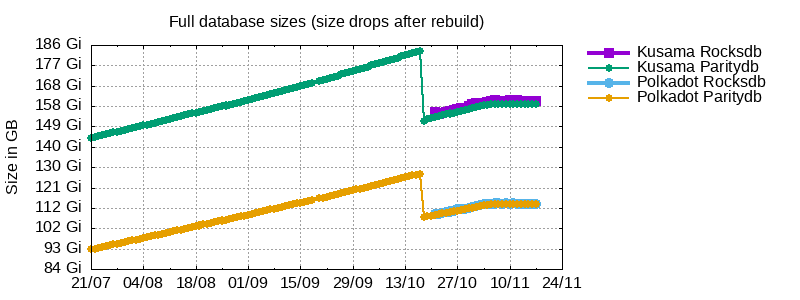 Full database sizes (size drops after rebuild)
Size in GB
186 Gi
177 Gi
168 Gi
158 Gi
149 Gi
140 Gi
130 Gi
121 Gi
112 Gi
102 Gi
93 Gi
84 Gi
21/07 04/08 18/08 01/09 15/09 29/09 13/10 27/10 10/11 24/11
Kusama Rocksdb
Kusama Paritydb
Polkadot Rocksdb
Polkadot Paritydb